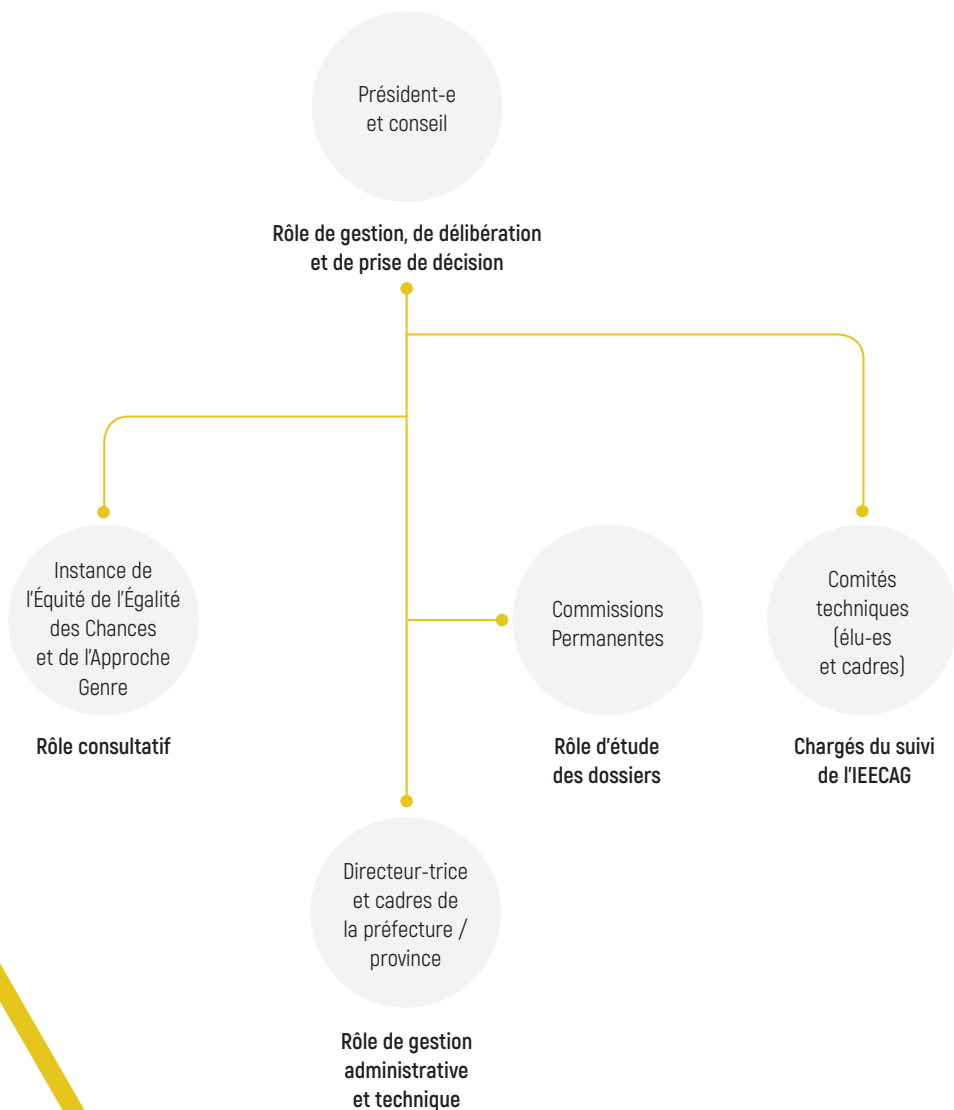 Président-e
et conseil
Rôle de gestion, de délibération
et de prise de décision
Instance de
l'Équité de l'Égalité
des Chances
et de l'Approche
Genre
Rôle consultatif
Commissions
Permanentes
Rôle d'étude
des dossiers
Comités
techniques
(élu-es
et cadres)
Chargés du suivi
de l'IEECAG
Directeur-trice
et cadres de
la préfecture /
province
Rôle de gestion
administrative
et technique